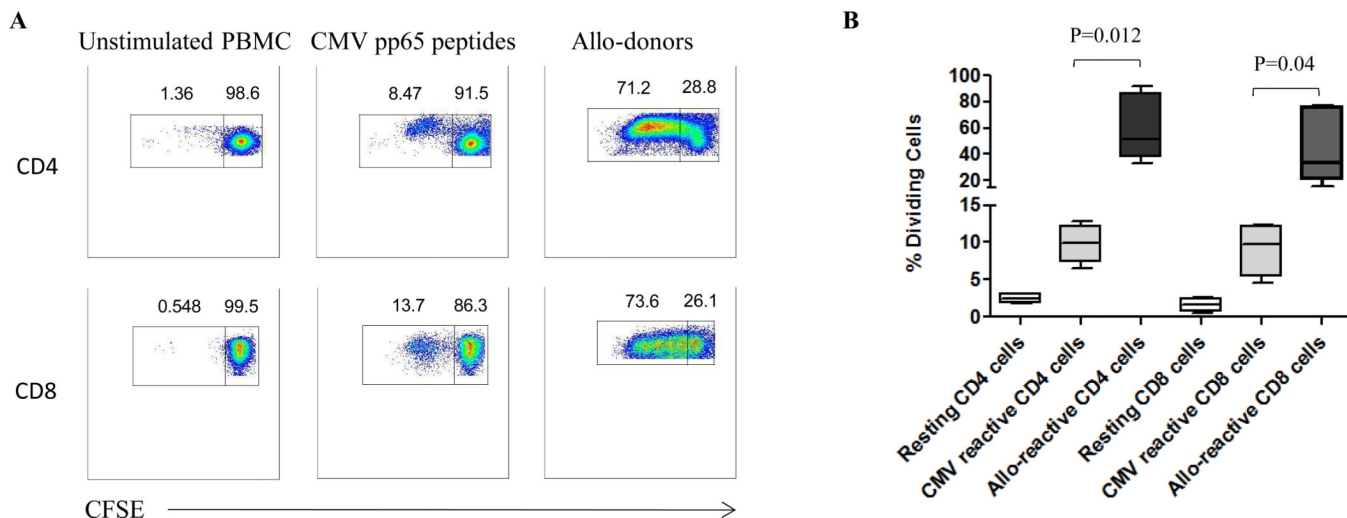 A
Unstimulated PBMC CMV pp65 peptides Allo-donors
CD4
1.36 98.6 8.47 91.5 71.2 28.8
CD8
0.548 99.5 13.7 86.3 73.6 26.1
CFSE
B
P=0.012
P=0.04
% Dividing Cells
100
80
60
40
20
15
10
5
0
Resting CD4 cells
CMV reactive CD4 cells
Allo-reactive CD4 cells
Resting CD8 cells
CMV reactive CD8 cells
Allo-reactive CD8 cells